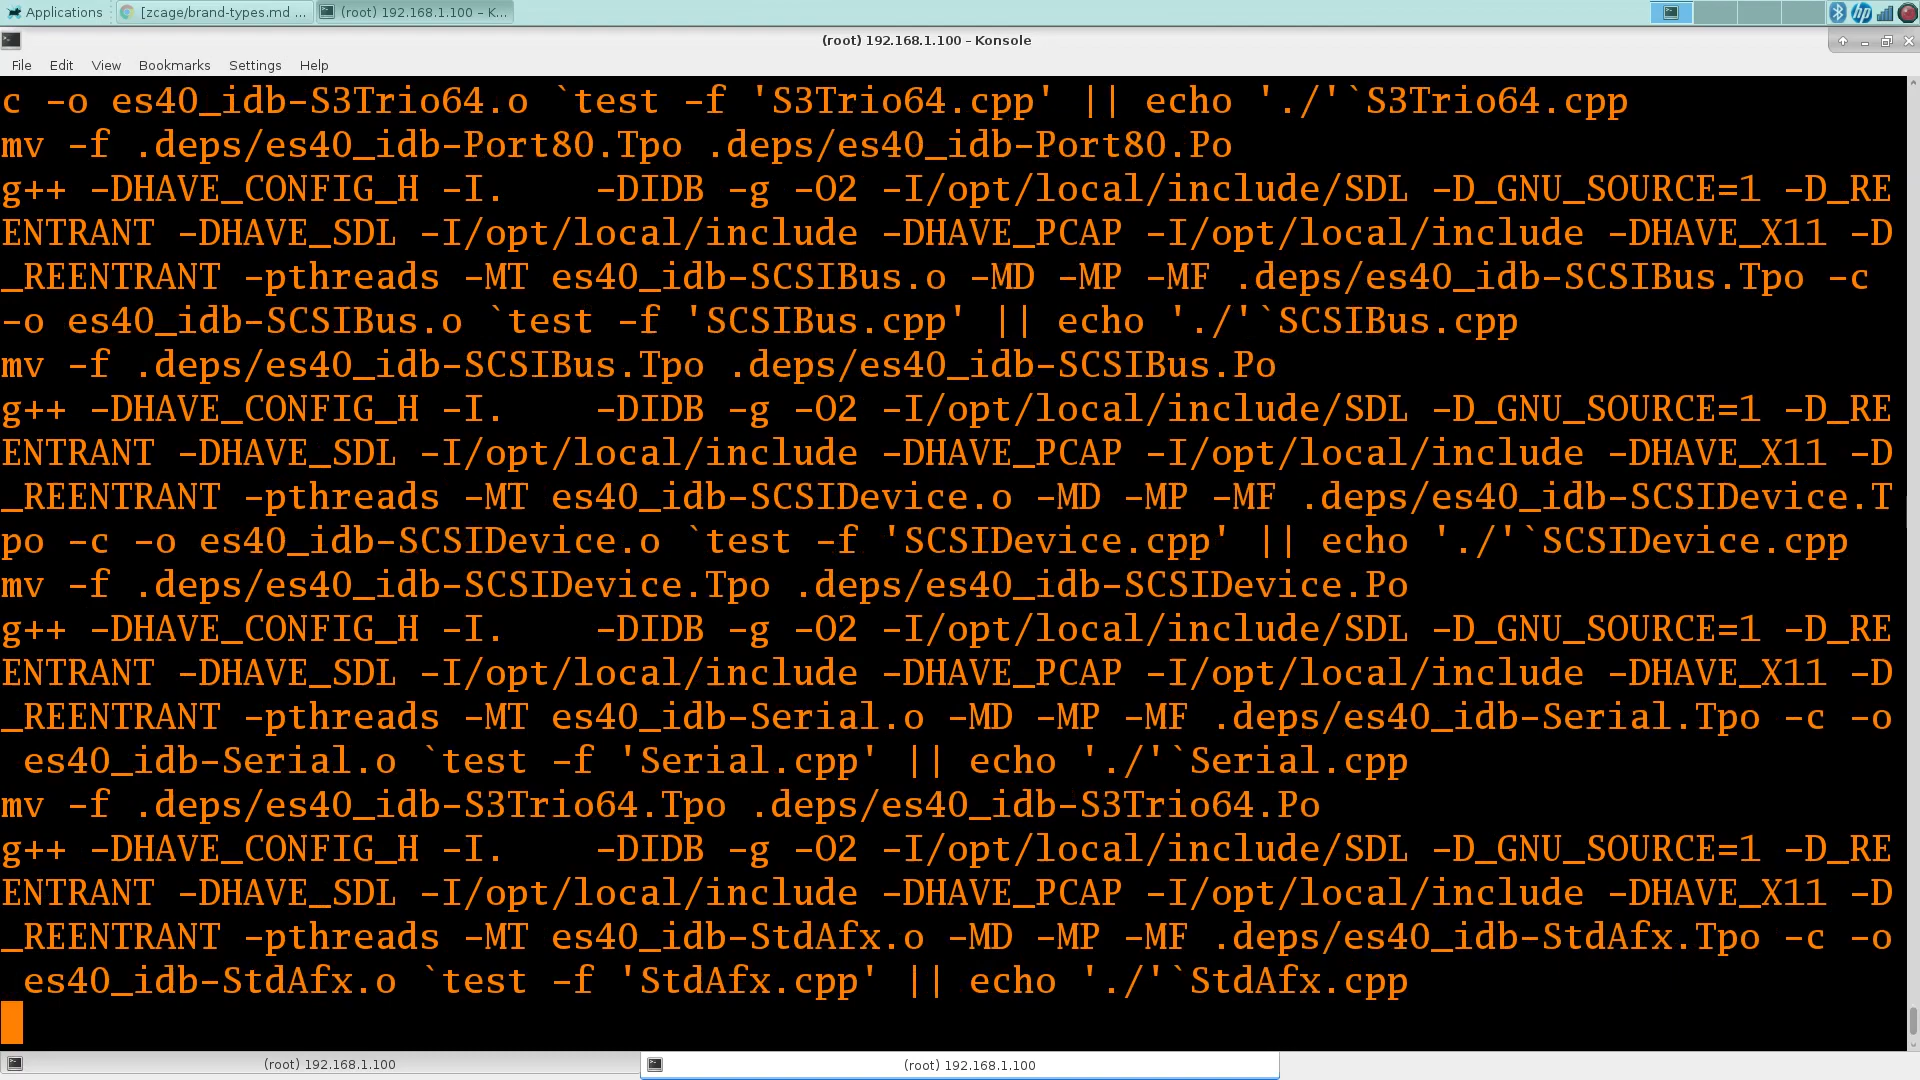 Applications
[zcage/brand-types.md ...
(root) 192.168.1.100 – K...
hp
(root) 192.168.1.100 – Konsole
File Edit View Bookmarks Settings Help
c -o es40_idb-S3Trio64.o `test -f 'S3Trio64.cpp' || echo './'`S3Trio64.cpp
mv -f .deps/es40_idb-Port80.Tpo .deps/es40_idb-Port80.Po
g++ -DHAVE_CONFIG_H -I.    -DIDB -g -O2 -I/opt/local/include/SDL -D_GNU_SOURCE=1 -D_RE
ENTRANT -DHAVE_SDL -I/opt/local/include -DHAVE_PCAP -I/opt/local/include -DHAVE_X11 -D
_REENTRANT -pthreads -MT es40_idb-SCSIBus.o -MD -MP -MF .deps/es40_idb-SCSIBus.Tpo -c
-o es40_idb-SCSIBus.o `test -f 'SCSIBus.cpp' || echo './'`SCSIBus.cpp
mv -f .deps/es40_idb-SCSIBus.Tpo .deps/es40_idb-SCSIBus.Po
g++ -DHAVE_CONFIG_H -I.    -DIDB -g -O2 -I/opt/local/include/SDL -D_GNU_SOURCE=1 -D_RE
ENTRANT -DHAVE_SDL -I/opt/local/include -DHAVE_PCAP -I/opt/local/include -DHAVE_X11 -D
_REENTRANT -pthreads -MT es40_idb-SCSIDevice.o -MD -MP -MF .deps/es40_idb-SCSIDevice.T
po -c -o es40_idb-SCSIDevice.o `test -f 'SCSIDevice.cpp' || echo './'`SCSIDevice.cpp
mv -f .deps/es40_idb-SCSIDevice.Tpo .deps/es40_idb-SCSIDevice.Po
g++ -DHAVE_CONFIG_H -I.    -DIDB -g -O2 -I/opt/local/include/SDL -D_GNU_SOURCE=1 -D_RE
ENTRANT -DHAVE_SDL -I/opt/local/include -DHAVE_PCAP -I/opt/local/include -DHAVE_X11 -D
_REENTRANT -pthreads -MT es40_idb-Serial.o -MD -MP -MF .deps/es40_idb-Serial.Tpo -c -o
 es40_idb-Serial.o `test -f 'Serial.cpp' || echo './'`Serial.cpp
mv -f .deps/es40_idb-S3Trio64.Tpo .deps/es40_idb-S3Trio64.Po
g++ -DHAVE_CONFIG_H -I.    -DIDB -g -O2 -I/opt/local/include/SDL -D_GNU_SOURCE=1 -D_RE
ENTRANT -DHAVE_SDL -I/opt/local/include -DHAVE_PCAP -I/opt/local/include -DHAVE_X11 -D
_REENTRANT -pthreads -MT es40_idb-StdAfx.o -MD -MP -MF .deps/es40_idb-StdAfx.Tpo -c -o
 es40_idb-StdAfx.o `test -f 'StdAfx.cpp' || echo './'`StdAfx.cpp
(root) 192.168.1.100
(root) 192.168.1.100